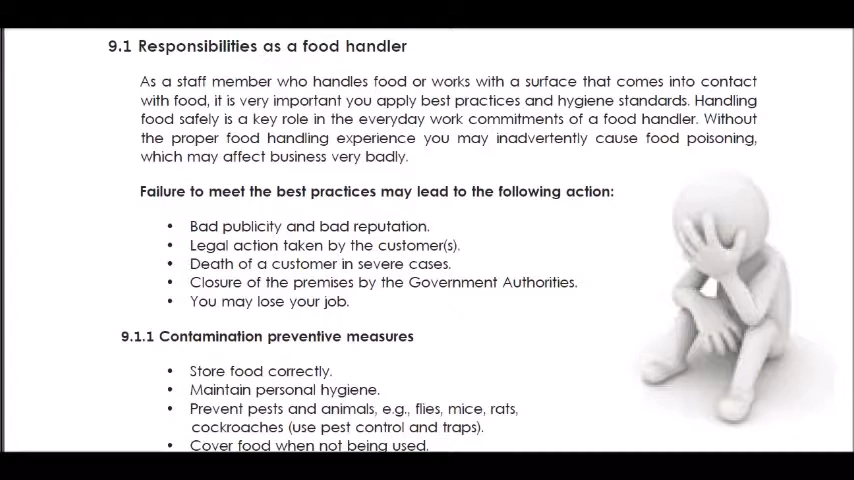 9.1 Responsibilities as a food handler
As a staff member who handles food or works with a surface that comes into contact
with food, it is very important you apply best practices and hygiene standards. Handling
food safely is a key role in the everyday work commitments of a food handler. Without
the proper food handling experience you may inadvertently cause food poisoning,
which may affect business very badly.
Failure to meet the best practices may lead to the following action:
• Bad publicity and bad reputation.
• Legal action taken by the customer(s).
• Death of a customer in severe cases.
• Closure of the premises by the Government Authorities.
• You may lose your job.
9.1.1 Contamination preventive measures
• Store food correctly.
• Maintain personal hygiene.
• Prevent pests and animals, e.g., flies, mice, rats,
cockroaches (use pest control and traps).
• Cover food when not being used.